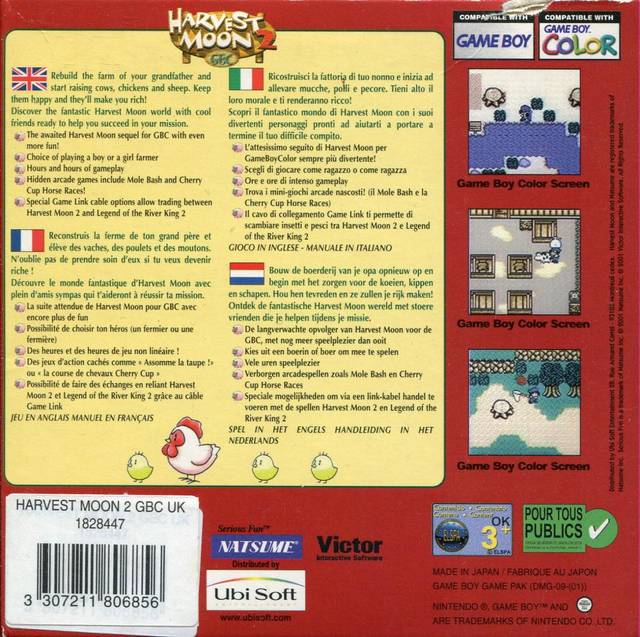 HARVEST
MOON 2
GBC
COMPATIBLE WITH
GAME BOY
COMPATIBLE WITH
GAME BOY
COLOR
Rebuild the farm of your grandfather and
start raising cows, chickens and sheep. Keep
them happy and they'll make you rich!
Discover the fantastic Harvest Moon world with cool
friends ready to help you succeed in your mission.
The awaited Harvest Moon sequel for GBC with even
more fun!
Choice of playing a boy or a girl farmer
Hours and hours of gameplay
Hidden arcade games include Mole Bash and Cherry
Cup Horse Races!
Special Game Link cable options allow trading between
Harvest Moon 2 and Legend of the River King 2
Reconstruis la ferme de ton grand père et
élève des vaches, des poulets et des moutons.
N'oublie pas de prendre soin d'eux si tu veux devenir
riche !
Découvre le monde fantastique d'Harvest Moon avec
plein d'amis sympas qui t'aideront à réussir ta mission.
La suite attendue de Harvest Moon pour GBC avec
encore plus de fun
Possibilité de choisir ton héros (un fermier ou une
fermière)
Des heures et des heures de jeu non linéaire !
Des jeux d'action cachés comme « Assomme la taupe !»
ou « la course de chevaux Cherry Cup »
Possibilité de faire des échanges en reliant Harvest
Moon 2 et Legend of the River King 2 grâce au câble
Game Link
JEU EN ANGLAIS MANUEL EN FRANÇAIS
Ricostruisci la fattoria di tuo nonno e inizia ad
allevare mucche, polli e pecore. Tieni alto il
loro morale e ti renderanno ricco!
Scopri il fantastico mondo di Harvest Moon con i suoi
divertenti personaggi pronti ad aiutarti a portare a
termine il tuo difficile compito.
L'attesissimo seguito di Harvest Moon per
GameBoyColor sempre più divertente!
Scegli di giocare come ragazzo o come ragazza
Ore e ore di intenso gameplay
Trova i mini-giochi arcade nascosti! (il Mole Bash e la
Cherry Cup Horse Races)
Il cavo di collegamento Game Link ti permette di
scambiare insetti e pesci tra Harvest Moon 2 e Legend
of the River King 2
GIOCO IN INGLESE - MANUALE IN ITALIANO
Bouw de boerderij van je opa opnieuw op en
begin met het zorgen voor de koeien, kippen
en schapen. Hou hen tevreden en ze zullen je rijk maken!
Ontdek de fantastische Harvest Moon wereld met stoere
vrienden die je helpen tijdens je missie.
De langverwachte opvolger van Harvest Moon voor de
GBC, met nog meer speelplezier dan ooit
Kies uit een boerin of boer om mee te spelen
Vele uren speelplezier
Verborgen arcadespellen zoals Mole Bash en Cherry
Cup Horse Races
Speciale mogelijkheden om via een link-kabel handel te
voeren met de spellen Harvest Moon 2 en Legend of the
River King 2
SPEL IN HET ENGELS HANDLEIDING IN HET
NEDERLANDS
Game Boy Color Screen
Game Boy Color Screen
Game Boy Color Screen
HARVEST MOON 2 GBC UK
1828447
3 307211 806856
Serious Fun™
NATSUME®
Distributed by
Ubi Soft
ENTERTAINMENT
www.ubisoft.com
Victor
Interactive Software
ELSPA
3+
OK
© ELSPA
POUR TOUS
PUBLICS
MADE IN JAPAN / FABRIQUE AU JAPON
GAME BOY GAME PAK (DMG-09-(01))
NINTENDO ®, GAME BOY™ AND
ARE TRADEMARKS OF NINTENDO CO. LTD.